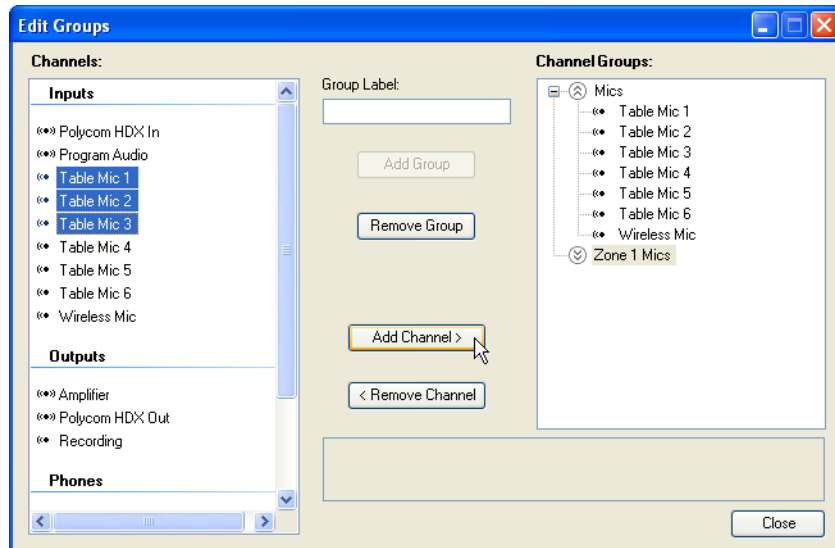 Edit Groups
Channels:
Inputs
Polycom HDX In
Program Audio
Table Mic 1
Table Mic 2
Table Mic 3
Table Mic 4
Table Mic 5
Table Mic 6
Wireless Mic
Outputs
Amplifier
Polycom HDX Out
Recording
Phones
Group Label:
Add Group
Remove Group
Add Channel >
< Remove Channel
Channel Groups:
Mics
Table Mic 1
Table Mic 2
Table Mic 3
Table Mic 4
Table Mic 5
Table Mic 6
Wireless Mic
Zone 1 Mics
Close